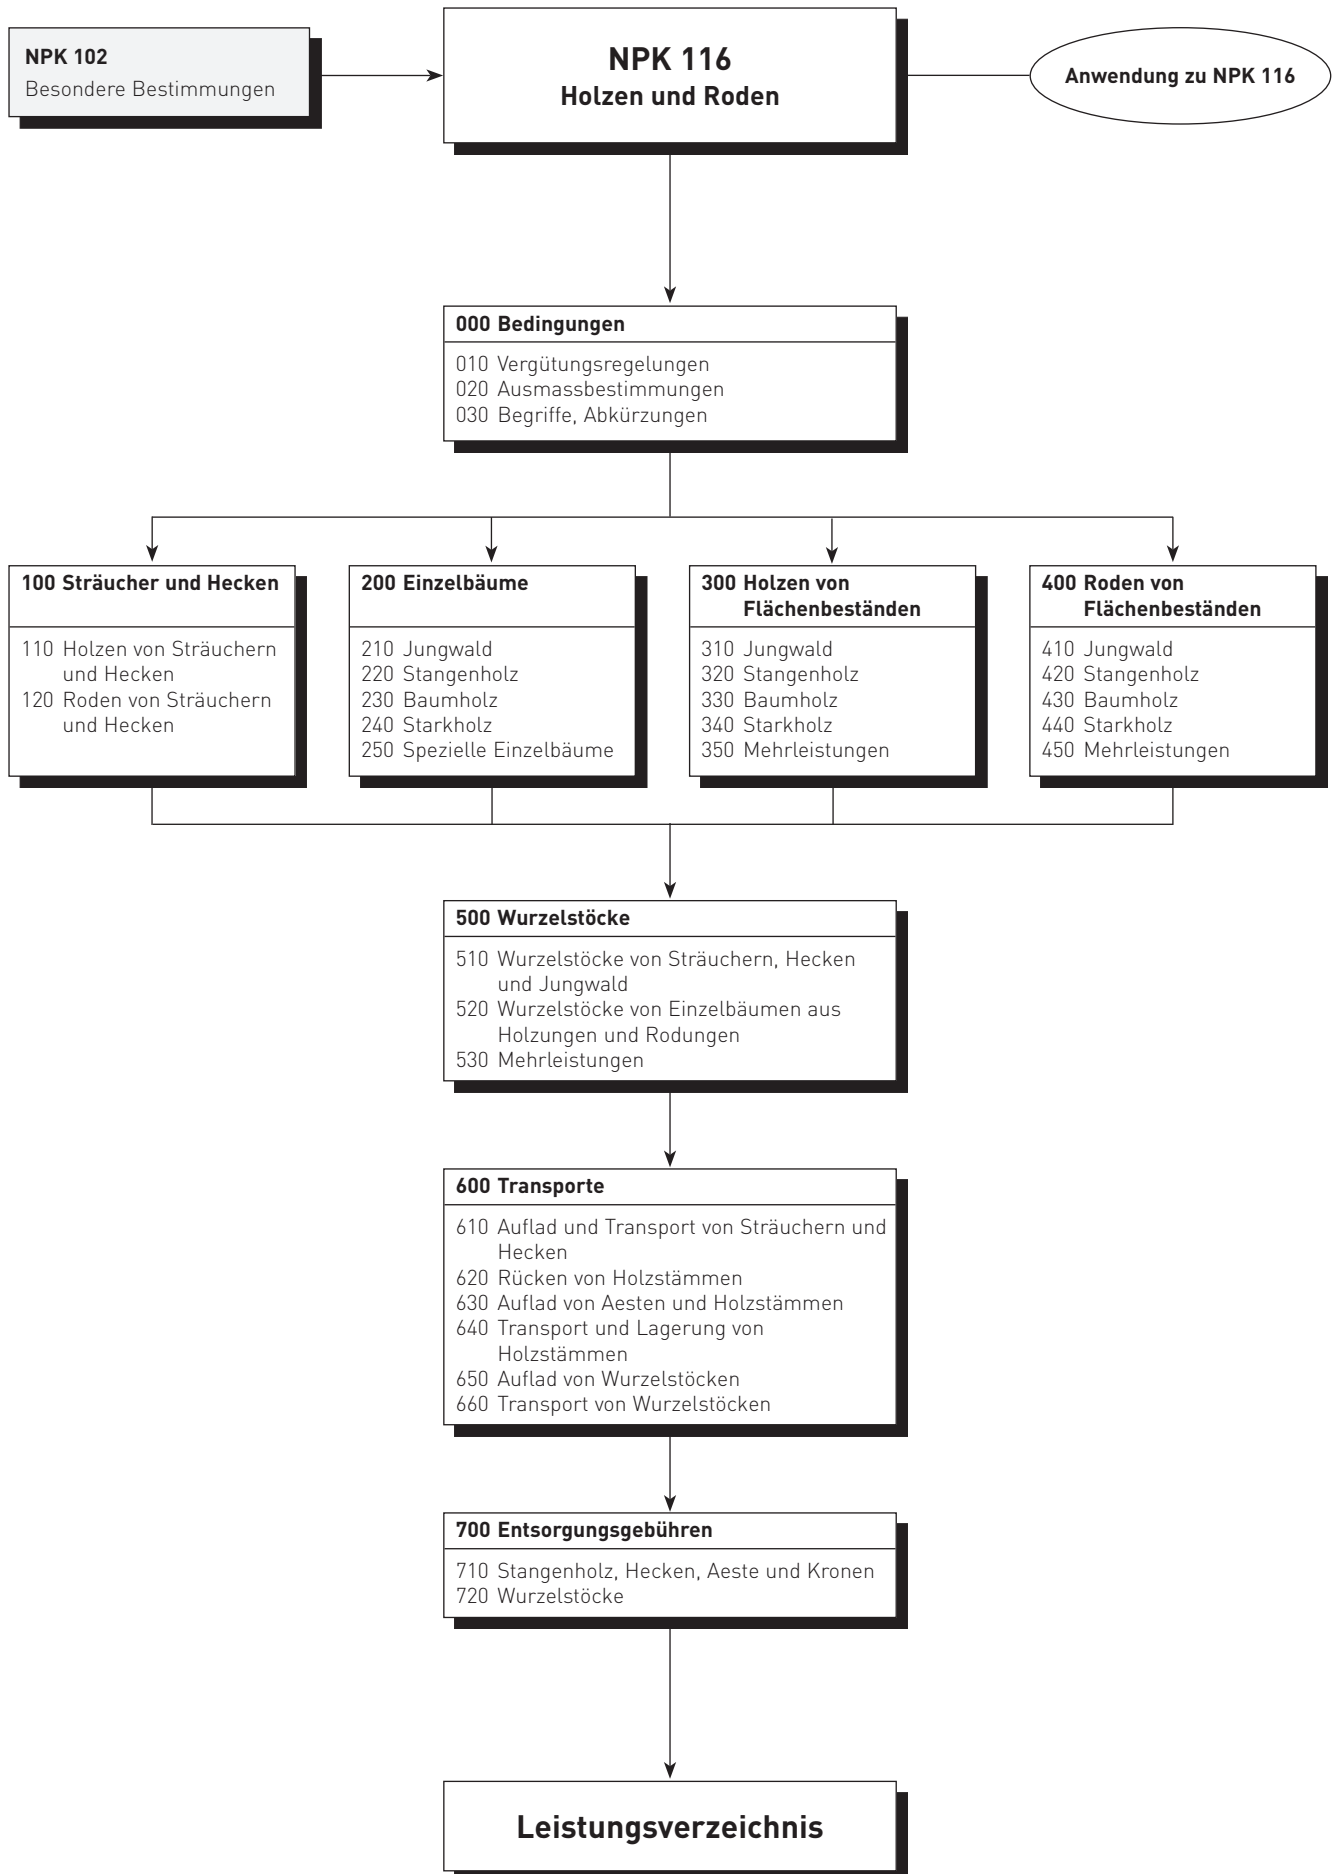 NPK 102
Besondere Bestimmungen
NPK 116
Holzen und Roden
Anwendung zu NPK 116
000 Bedingungen
010 Vergütungsregelungen
020 Ausmassbestimmungen
030 Begriffe, Abkürzungen
100 Sträucher und Hecken
110 Holzen von Sträuchern
und Hecken
120 Roden von Sträuchern
und Hecken
200 Einzelbäume
210 Jungwald
220 Stangenholz
230 Baumholz
240 Starkholz
250 Spezielle Einzelbäume
300 Holzen von
Flächenbeständen
310 Jungwald
320 Stangenholz
330 Baumholz
340 Starkholz
350 Mehrleistungen
400 Roden von
Flächenbeständen
410 Jungwald
420 Stangenholz
430 Baumholz
440 Starkholz
450 Mehrleistungen
500 Wurzelstöcke
510 Wurzelstöcke von Sträuchern, Hecken
und Jungwald
520 Wurzelstöcke von Einzelbäumen aus
Holzungen und Rodungen
530 Mehrleistungen
600 Transporte
610 Auflad und Transport von Sträuchern und
Hecken
620 Rücken von Holzstämmen
630 Auflad von Aesten und Holzstämmen
640 Transport und Lagerung von
Holzstämmen
650 Auflad von Wurzelstöcken
660 Transport von Wurzelstöcken
700 Entsorgungsgebühren
710 Stangenholz, Hecken, Aeste und Kronen
720 Wurzelstöcke
Leistungsverzeichnis